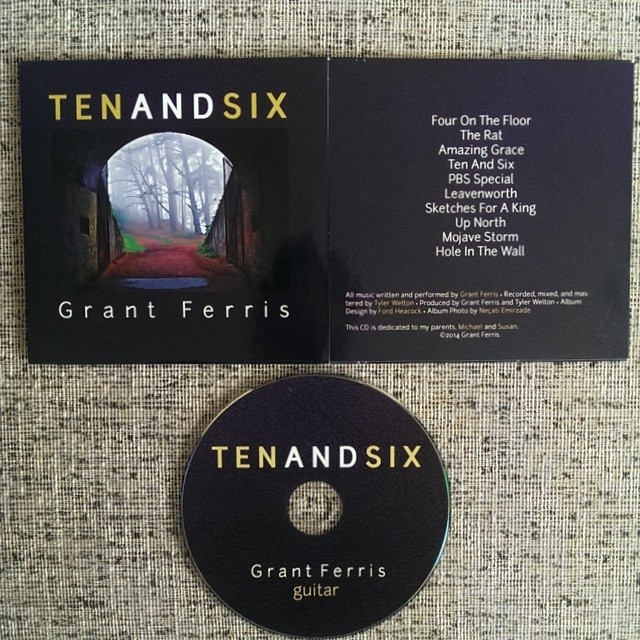 TENANDSIX
Grant Ferris
Four On The Floor
The Rat
Amazing Grace
Ten And Six
PBS Special
Leavenworth
Sketches For A King
Up North
Mojave Storm
Hole In The Wall
All music written and performed by Grant Ferris • Recorded, mixed, and mas-
tered by Tyler Welton • Produced by Grant Ferris and Tyler Welton • Album
Design by Ford Heacock • Album Photo by Neçati Emirzade
This CD is dedicated to my parents, Michael and Susan.
©2014 Grant Ferris
TENANDSIX
Grant Ferris
guitar